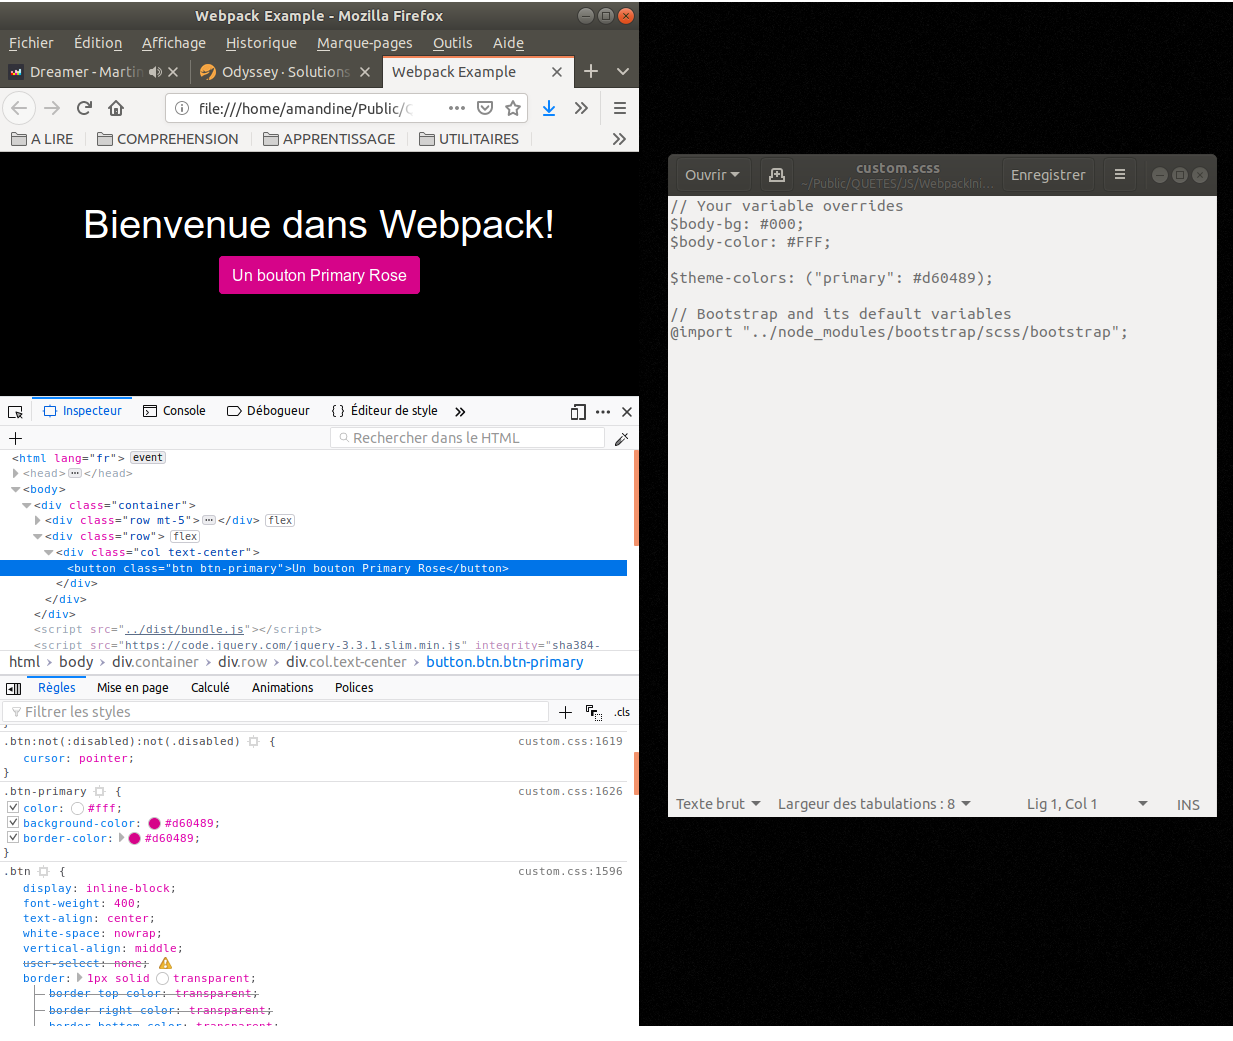 Webpack Example - Mozilla Firefox
Fichier Édition Affichage Historique Marque-pages Outils Aide
Dreamer - Martin Odyssey · Solutions Webpack Example
file:///home/amandine/Public/
A LIRE COMPREHENSION APPRENTISSAGE UTILITAIRES
Bienvenue dans Webpack!
Un bouton Primary Rose
Inspecteur Console Débogueur { } Éditeur de style
Rechercher dans le HTML
<html lang="fr"> event
<head> ••• </head>
<body>
<div class="container">
<div class="row mt-5"> ••• </div> flex
<div class="row"> flex
<div class="col text-center">
<button class="btn btn-primary">Un bouton Primary Rose</button>
</div>
</div>
</div>
<script src="../dist/bundle.js"></script>
<script src="https://code.jquery.com/jquery-3.3.1.slim.min.js" integrity="sha384-
html > body > div.container > div.row > div.col.text-center > button.btn.btn-primary
Règles Mise en page Calculé Animations Polices
Filtrer les styles + .cls
}
.btn:not(:disabled):not(.disabled) { custom.css:1619
cursor: pointer;
}
.btn-primary { custom.css:1626
color: #fff;
background-color: #d60489;
border-color: #d60489;
}
.btn { custom.css:1596
display: inline-block;
font-weight: 400;
text-align: center;
white-space: nowrap;
vertical-align: middle;
user-select: none;
border: 1px solid transparent;
border-top-color: transparent;
border-right-color: transparent;
border-bottom-color: transparent;
Ouvrir custom.scss Enregistrer
~/Public/QUETES/JS/WebpackIni...
// Your variable overrides
$body-bg: #000;
$body-color: #FFF;
$theme-colors: ("primary": #d60489);
// Bootstrap and its default variables
@import "../node_modules/bootstrap/scss/bootstrap";
Texte brut Largeur des tabulations : 8 Lig 1, Col 1 INS